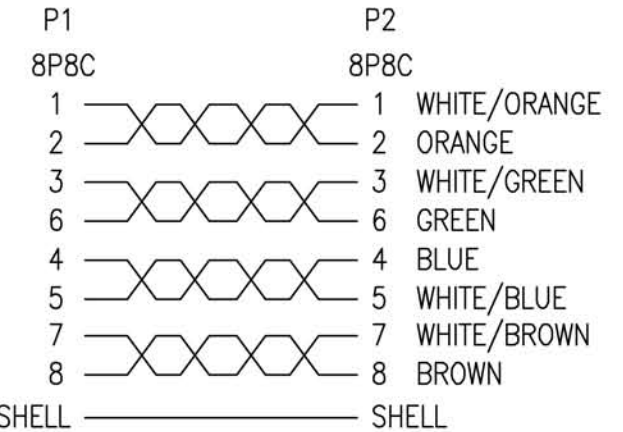 P1 P2
8P8C 8P8C
1 1 WHITE/ORANGE
2 2 ORANGE
3 3 WHITE/GREEN
6 6 GREEN
4 4 BLUE
5 5 WHITE/BLUE
7 7 WHITE/BROWN
8 8 BROWN
SHELL SHELL